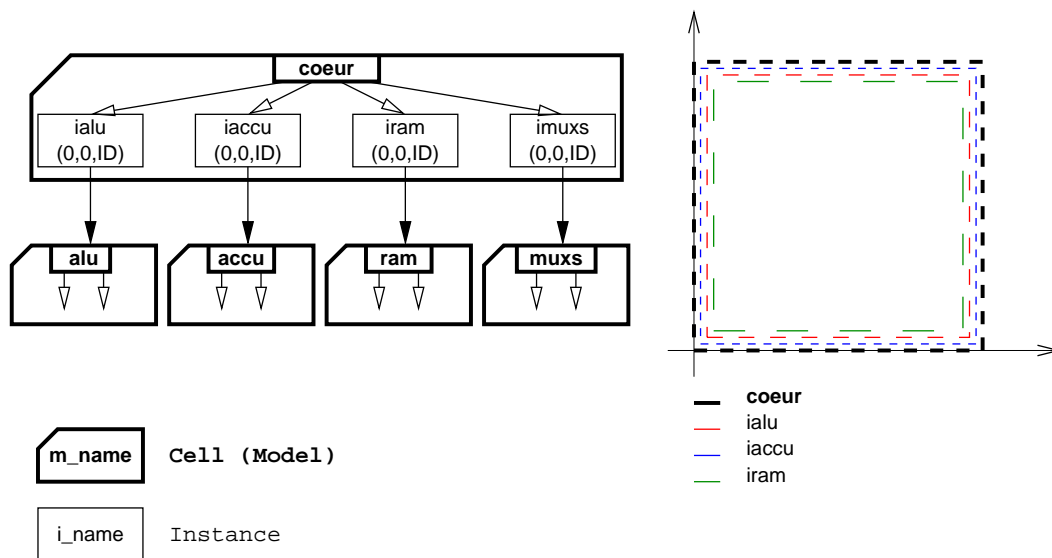 coeur
ialu
(0,0,ID)
iaccu
(0,0,ID)
iram
(0,0,ID)
imuxs
(0,0,ID)
alu
accu
ram
muxs
coeur
ialu
iaccu
iram
m_name
Cell (Model)
i_name
Instance